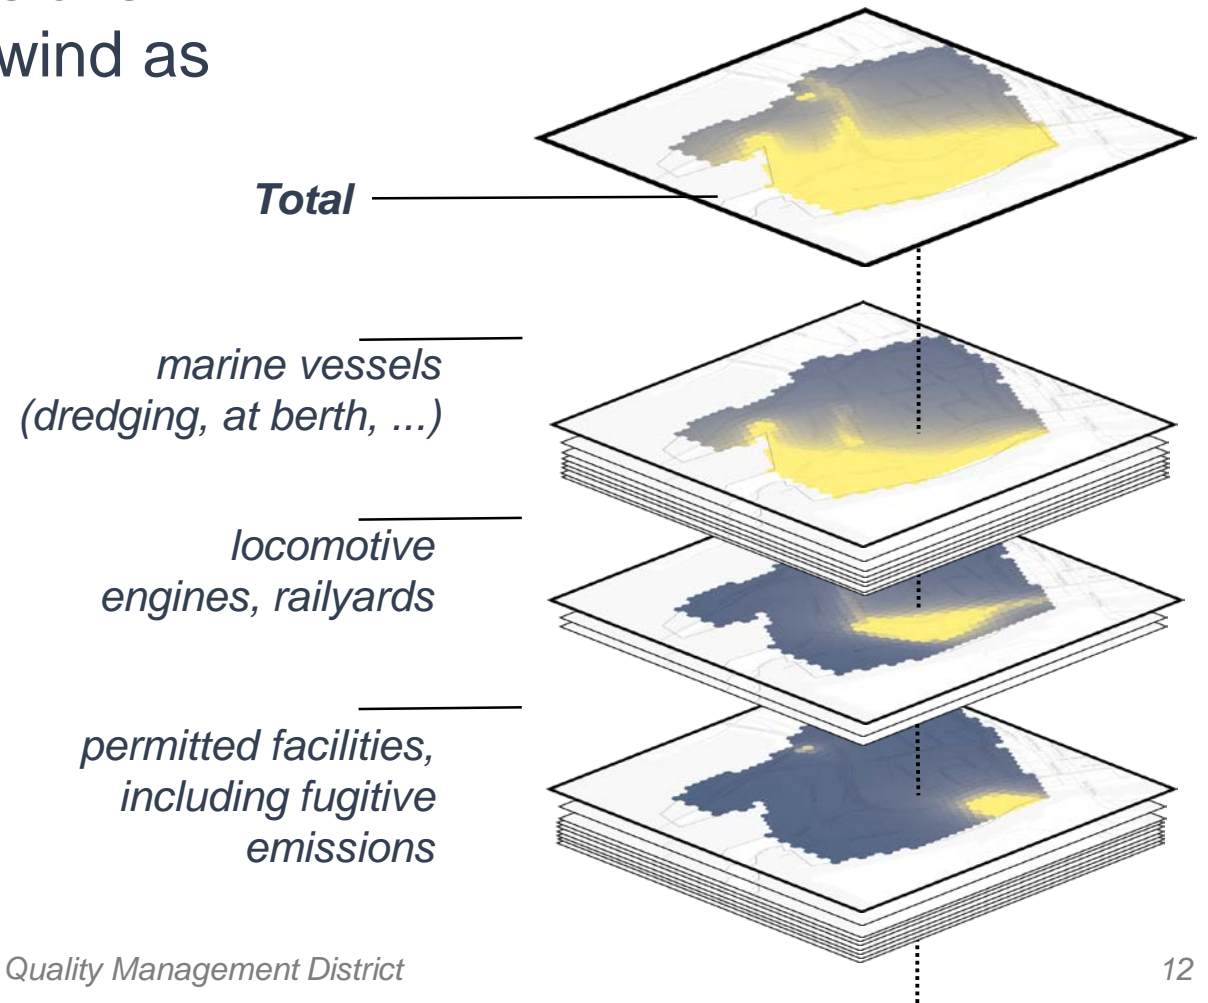 wind as
Total
marine vessels
(dredging, at berth, ...)
locomotive
engines, railyards
permitted facilities,
including fugitive
emissions
Quality Management District
12